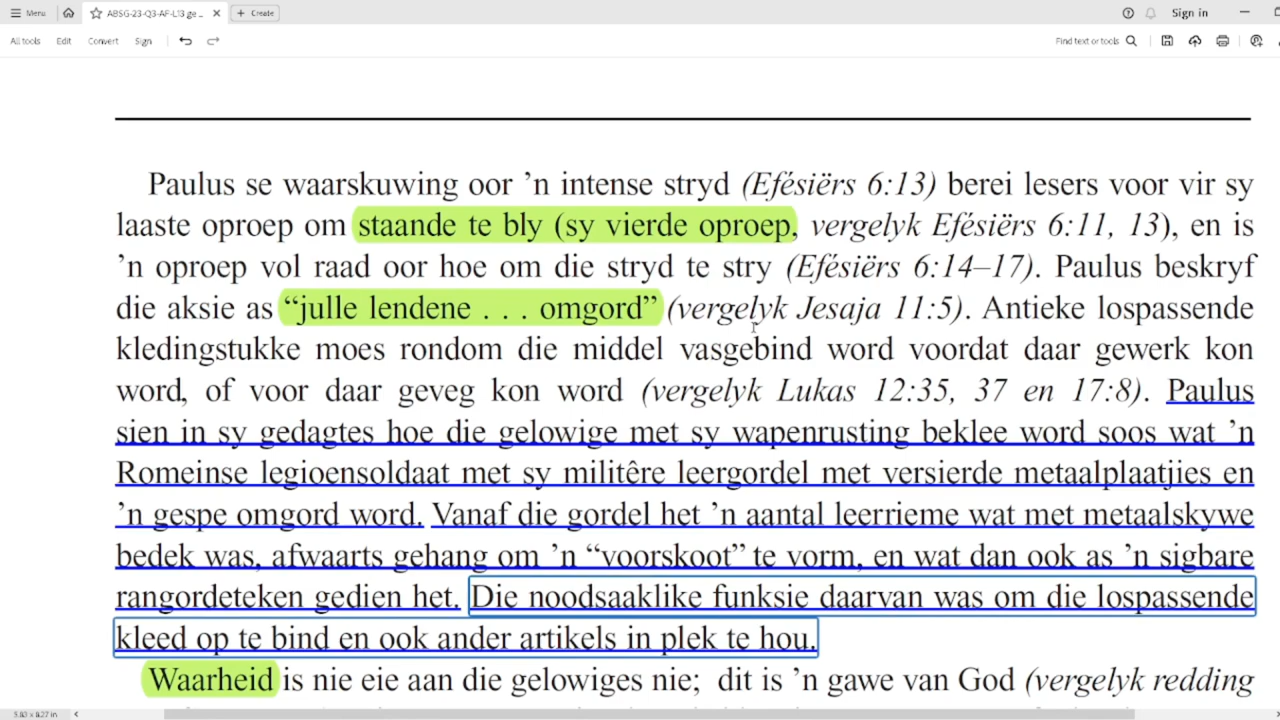 Menu
ABSG-23-Q3-AF-L13 ge ..
Create
Sign in
All tools
Edit
Convert
Sign
Find text or tools
Paulus se waarskuwing oor ’n intense stryd (Efésiërs 6:13) berei lesers voor vir sy
laaste oproep om staande te bly (sy vierde oproep, vergelyk Efésiërs 6:11, 13), en is
’n oproep vol raad oor hoe om die stryd te stry (Efésiërs 6:14–17). Paulus beskryf
die aksie as “julle lendene . . . omgord” (vergelyk Jesaja 11:5). Antieke lospassende
kledingstukke moes rondom die middel vasgebind word voordat daar gewerk kon
word, of voor daar geveg kon word (vergelyk Lukas 12:35, 37 en 17:8). Paulus
sien in sy gedagtes hoe die gelowige met sy wapenrusting beklee word soos wat ’n
Romeinse legioensoldaat met sy militêre leergordel met versierde metaalplaatjies en
’n gespe omgord word. Vanaf die gordel het ’n aantal leerrieme wat met metaalskywe
bedek was, afwaarts gehang om ’n “voorskoot” te vorm, en wat dan ook as ’n sigbare
rangordeteken gedien het. Die noodsaaklike funksie daarvan was om die lospassende
kleed op te bind en ook ander artikels in plek te hou.
Waarheid is nie eie aan die gelowiges nie; dit is ’n gawe van God (vergelyk redding
5.83 x 8.27 in